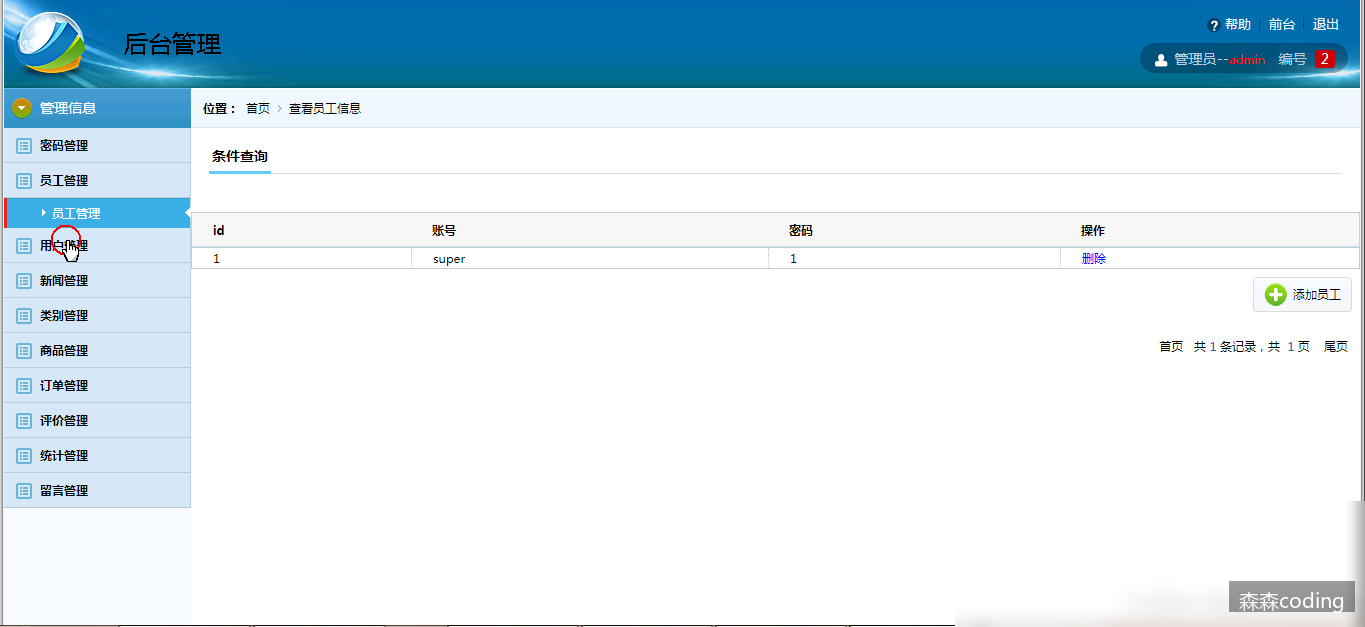 帮助 前台 退出
后台管理
管理员--admin 编号 2
管理信息
位置： 首页 查看员工信息
密码管理
员工管理
员工管理
用户管理
新闻管理
类别管理
商品管理
订单管理
评价管理
统计管理
留言管理
条件查询
id 账号 密码 操作
1 super 1 删除
添加员工
首页 共 1 条记录，共 1 页 尾页
森森coding